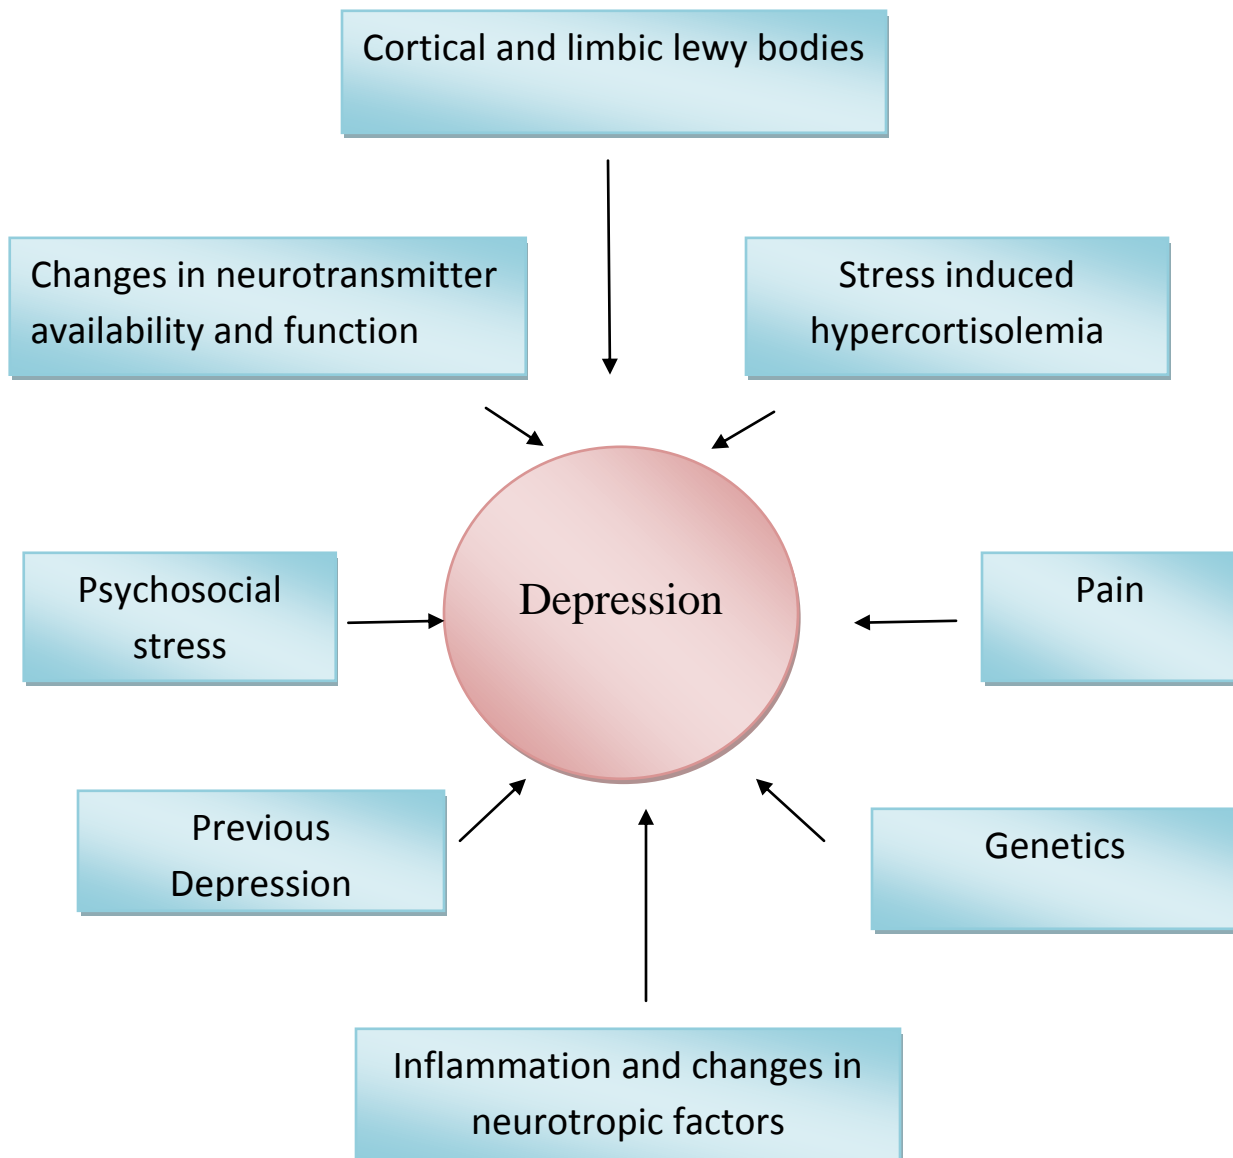 Cortical and limbic lewy bodies
Changes in neurotransmitter
availability and function
Stress induced
hypercortisolemia
Psychosocial
stress
Depression
Pain
Previous
Depression
Genetics
Inflammation and changes in
neurotropic factors